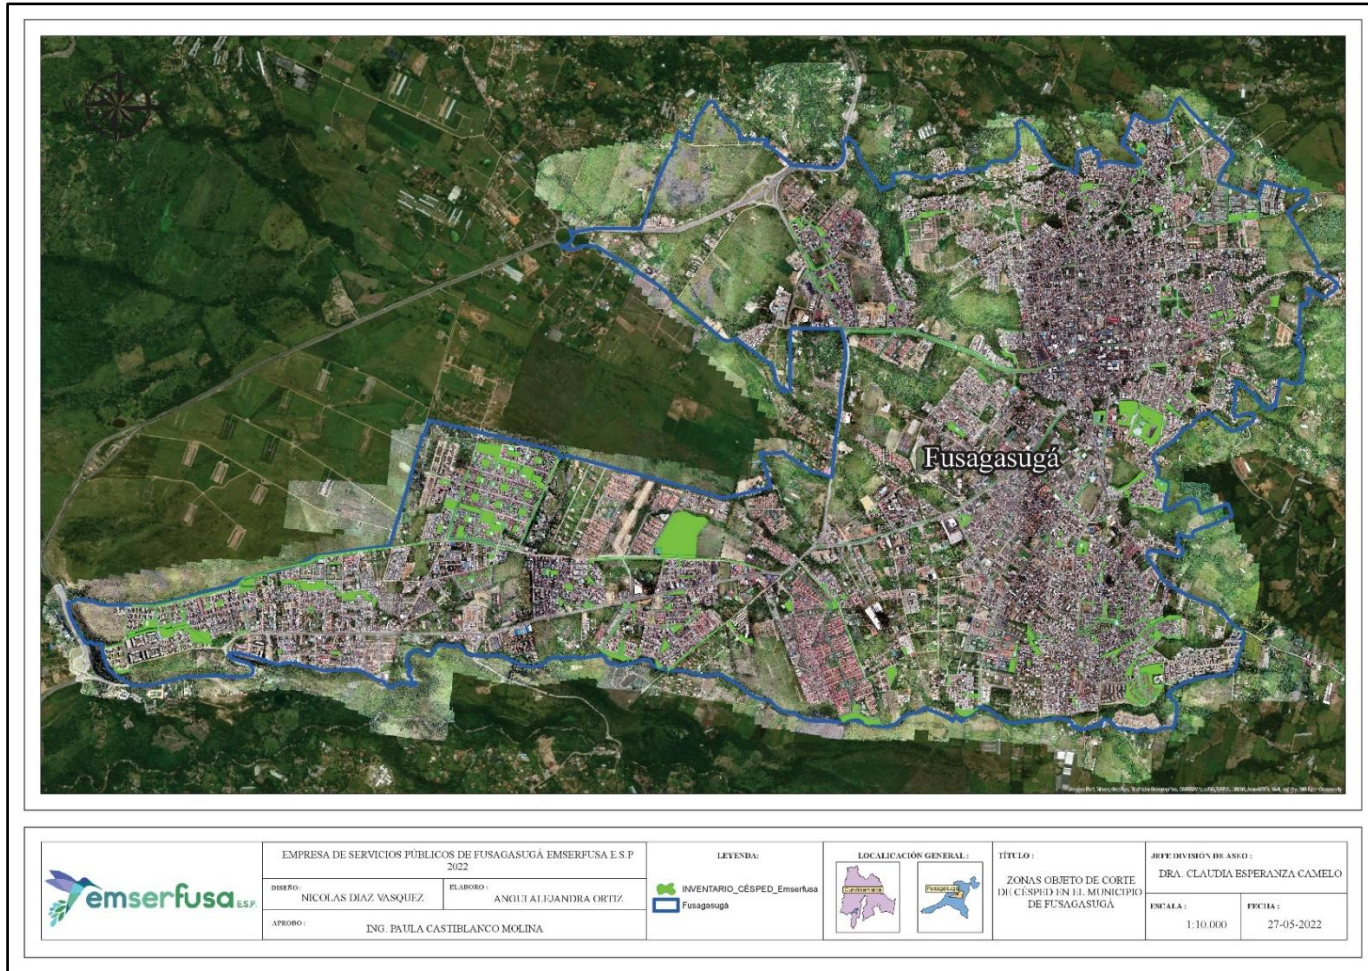 Fusagasugá
emserfusa E.S.P.
EMPRESA DE SERVICIOS PÚBLICOS DE FUSAGASUGÁ EMSERFUSA E.S.P
2022
DISEÑO:
NICOLAS DIAZ VASQUEZ
ELABORO:
ANGUI ALEJANDRA ORTIZ
APROBO:
ING. PAULA CASTIBLANCO MOLINA
LEYENDA:
INVENTARIO_CÉSPED_Emserfusa
Fusagasugá
LOCALIZACIÓN GENERAL:
Cundinamarca
Fusagasugá
TÍTULO:
ZONAS OBJETO DE CORTE
DE CÉSPED EN EL MUNICIPIO
DE FUSAGASUGÁ
JEFE DIVISIÓN DE ASEO:
DRA. CLAUDIA ESPERANZA CAMELO
ESCALA:
1:10.000
FECHA:
27-05-2022